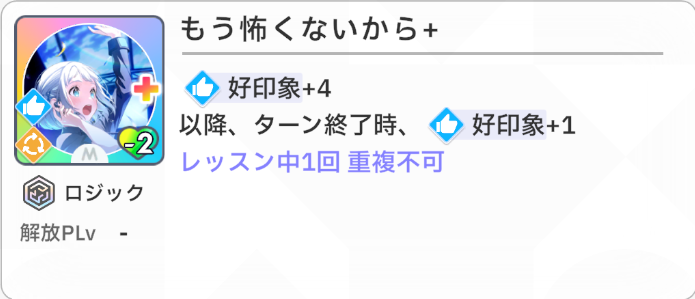 もう怖くないから+
好印象+4
以降、ターン終了時、 好印象+1
レッスン中1回 重複不可
-2
M
ロジック
解放PLv -